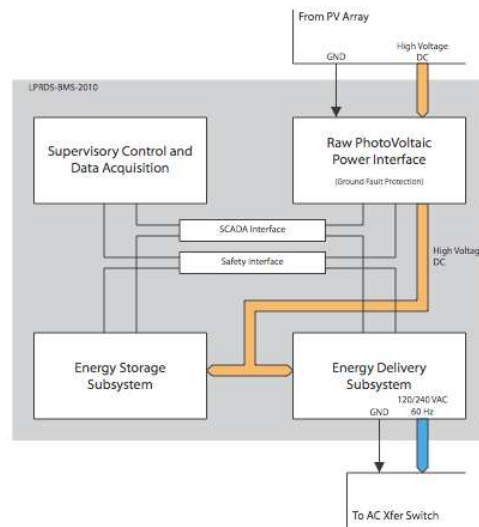 From PV Array
GND
High Voltage
DC
LPRDS-BMS-2010
Supervisory Control and
Data Acquisition
Raw PhotoVoltaic
Power Interface
(Ground Fault Protection)
SCADA Interface
Safety Interface
High Voltage
DC
Energy Storage
Subsystem
Energy Delivery
Subsystem
120/240 VAC
60 Hz
GND
To AC Xfer Switch